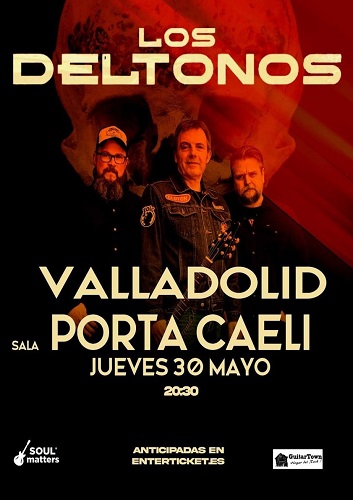 LOS
DELTONOS
VALLADOLID
SALA PORTA CAELI
JUEVES 30 MAYO
20:30
SOUL
matters
ANTICIPADAS EN
ENTERTICKET.ES
GuitarTown